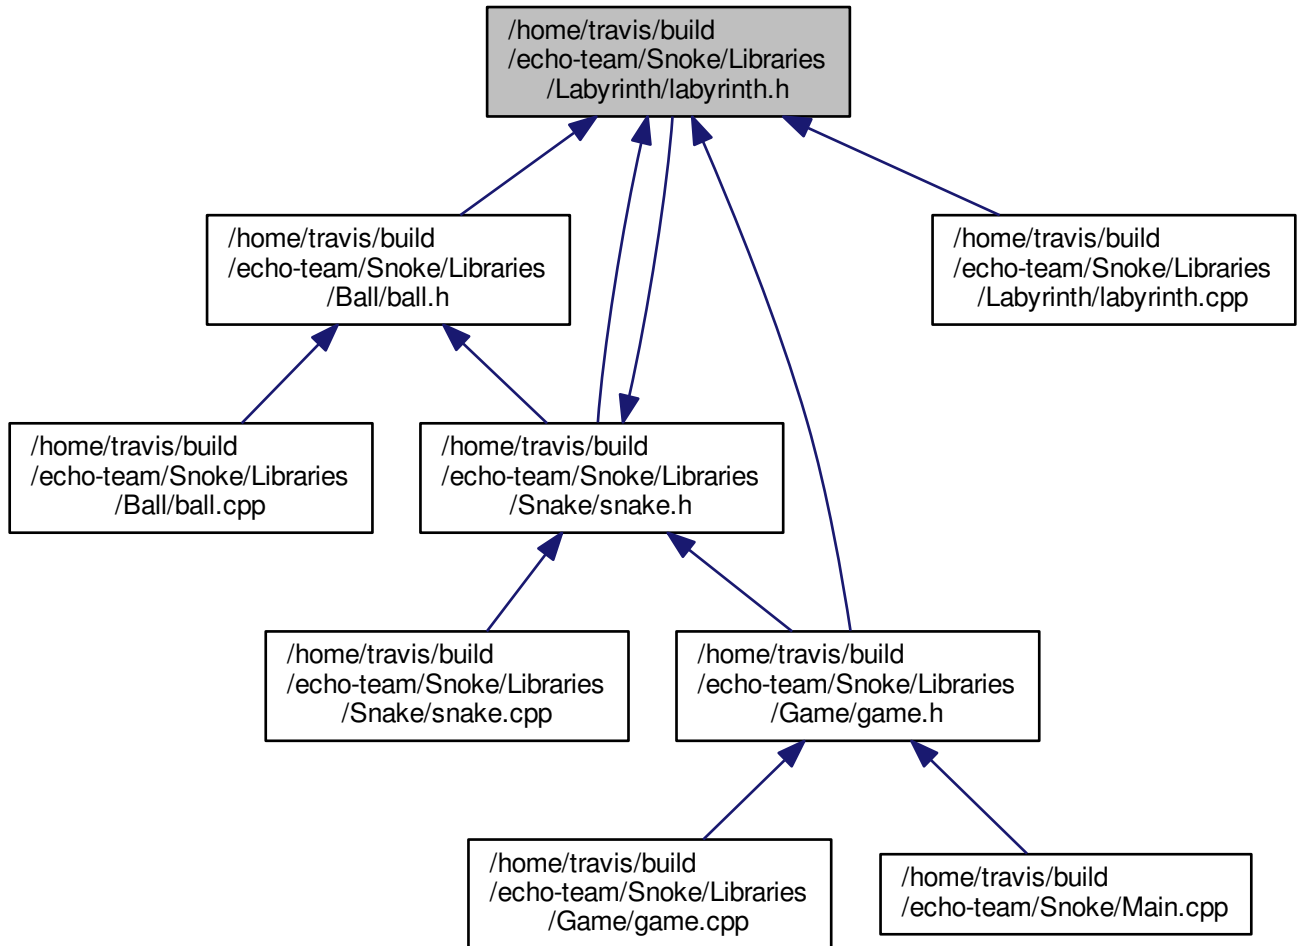 /home/travis/build
/echo-team/Snoke/Libraries
/Labyrinth/labyrinth.h
/home/travis/build
/echo-team/Snoke/Libraries
/Ball/ball.h
/home/travis/build
/echo-team/Snoke/Libraries
/Labyrinth/labyrinth.cpp
/home/travis/build
/echo-team/Snoke/Libraries
/Ball/ball.cpp
/home/travis/build
/echo-team/Snoke/Libraries
/Snake/snake.h
/home/travis/build
/echo-team/Snoke/Libraries
/Snake/snake.cpp
/home/travis/build
/echo-team/Snoke/Libraries
/Game/game.h
/home/travis/build
/echo-team/Snoke/Libraries
/Game/game.cpp
/home/travis/build
/echo-team/Snoke/Main.cpp